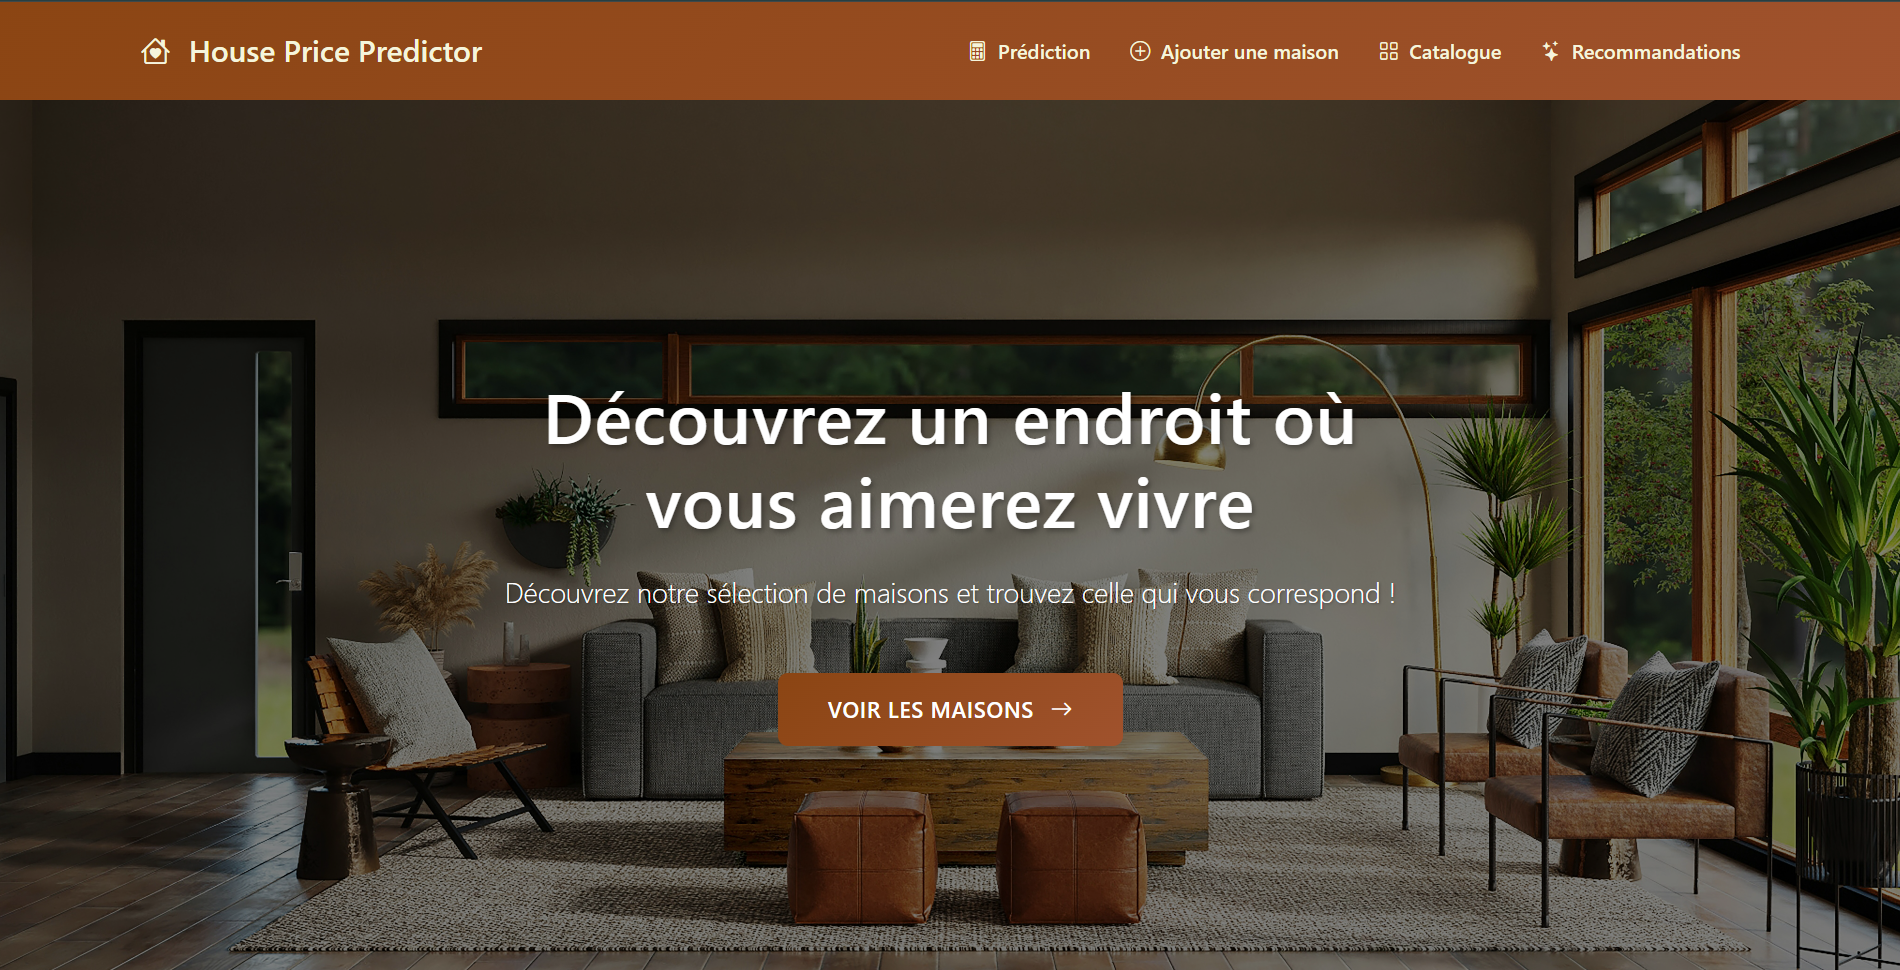 House Price Predictor
Prédiction
Ajouter une maison
Catalogue
Recommandations
Découvrez un endroit où
vous aimerez vivre
Découvrez notre sélection de maisons et trouvez celle qui vous correspond !
VOIR LES MAISONS